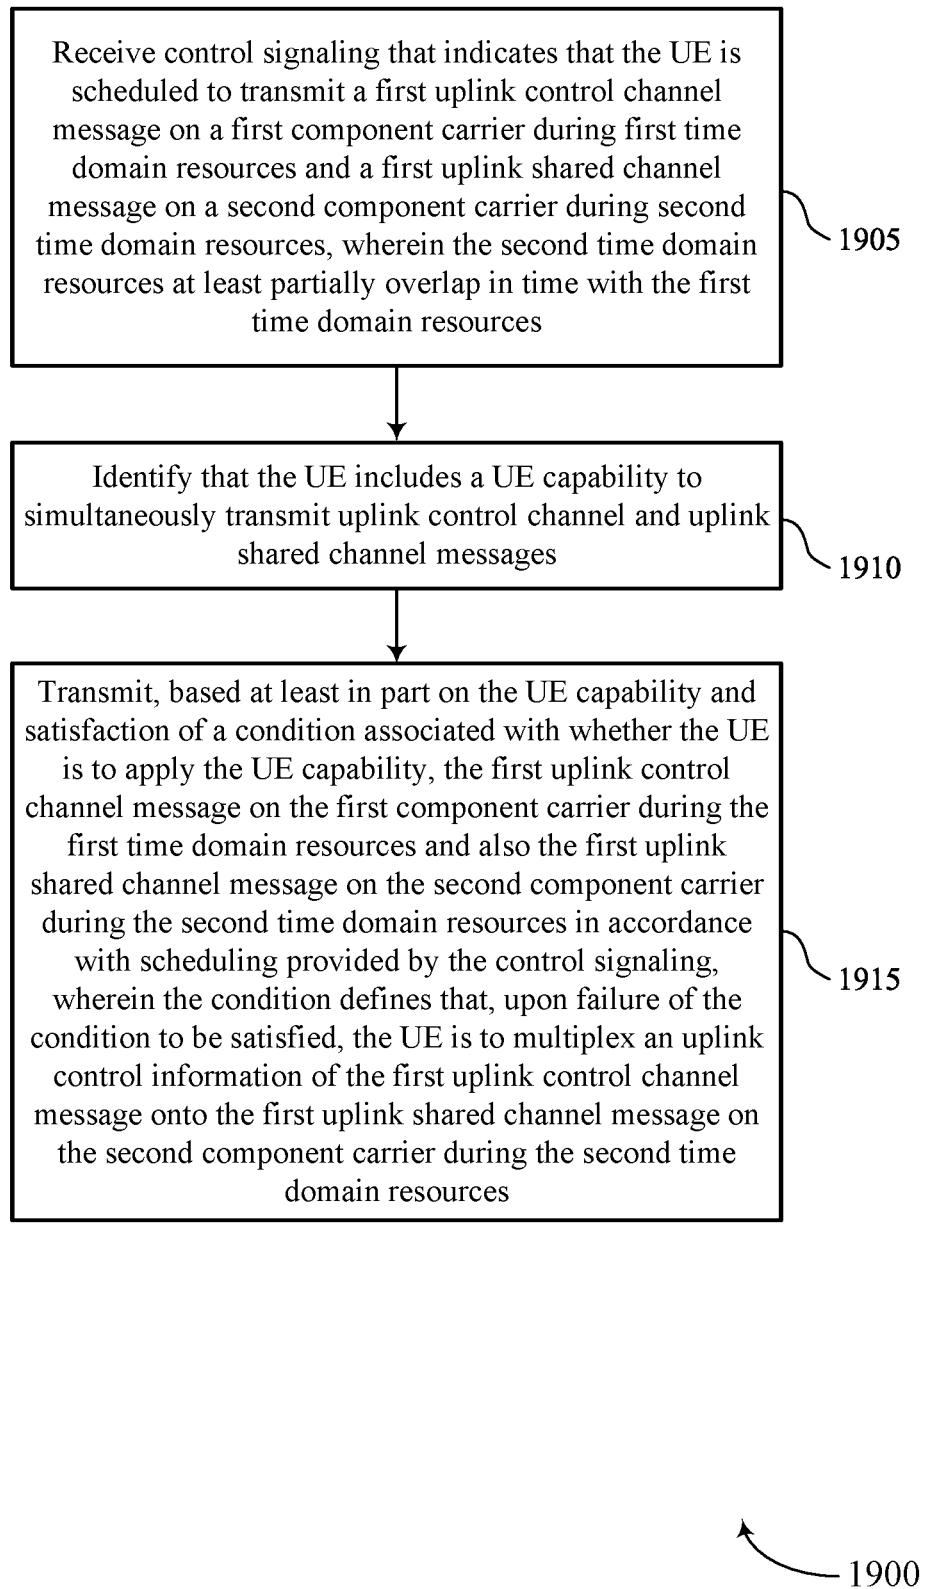 Receive control signaling that indicates that the UE is
scheduled to transmit a first uplink control channel
message on a first component carrier during first time
domain resources and a first uplink shared channel
message on a second component carrier during second
time domain resources, wherein the second time domain
resources at least partially overlap in time with the first
time domain resources
1905
Identify that the UE includes a UE capability to
simultaneously transmit uplink control channel and uplink
shared channel messages
1910
Transmit, based at least in part on the UE capability and
satisfaction of a condition associated with whether the UE
is to apply the UE capability, the first uplink control
channel message on the first component carrier during the
first time domain resources and also the first uplink
shared channel message on the second component carrier
during the second time domain resources in accordance
with scheduling provided by the control signaling,
wherein the condition defines that, upon failure of the
condition to be satisfied, the UE is to multiplex an uplink
control information of the first uplink control channel
message onto the first uplink shared channel message on
the second component carrier during the second time
domain resources
1915
1900